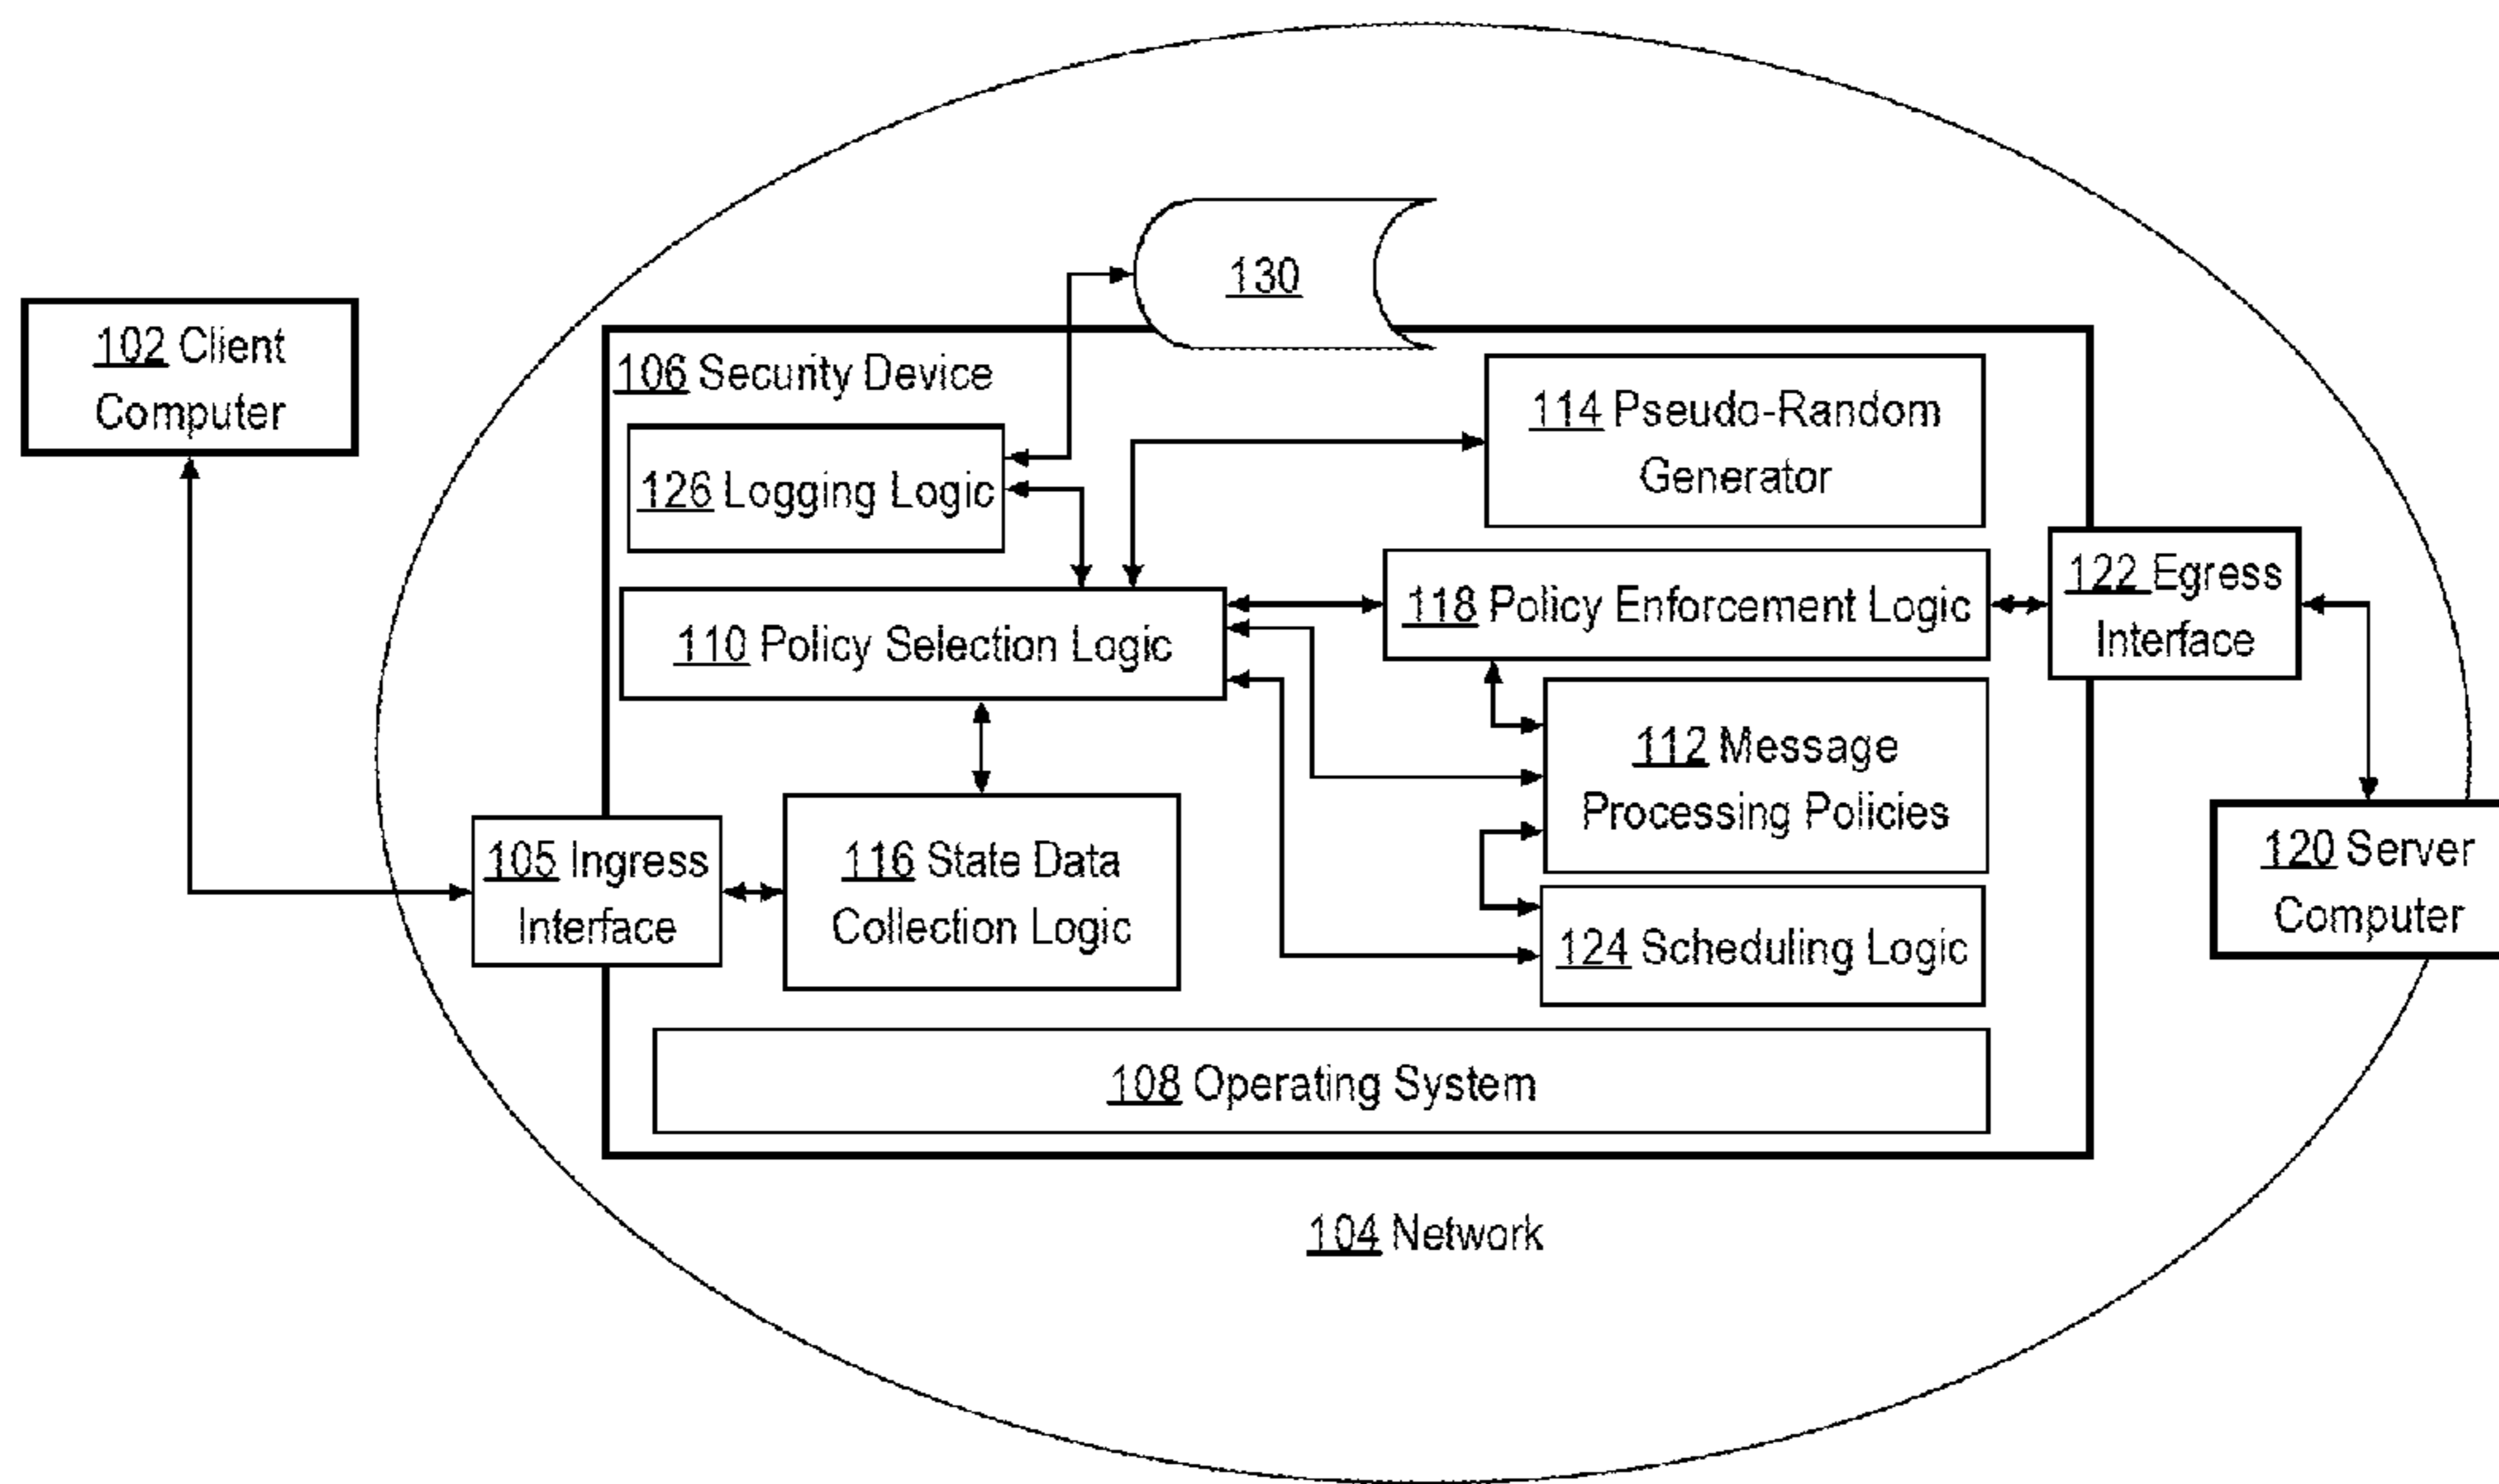 130
102 Client
Computer
106 Security Device
114 Pseudo-Random
Generator
126 Logging Logic
122 Egress
Interface
118 Policy Enforcement Logic
110 Policy Selection Logic
112 Message
Processing Policies
105 Ingress
Interface
116 State Data
Collection Logic
120 Server
Computer
124 Scheduling Logic
108 Operating System
104 Network